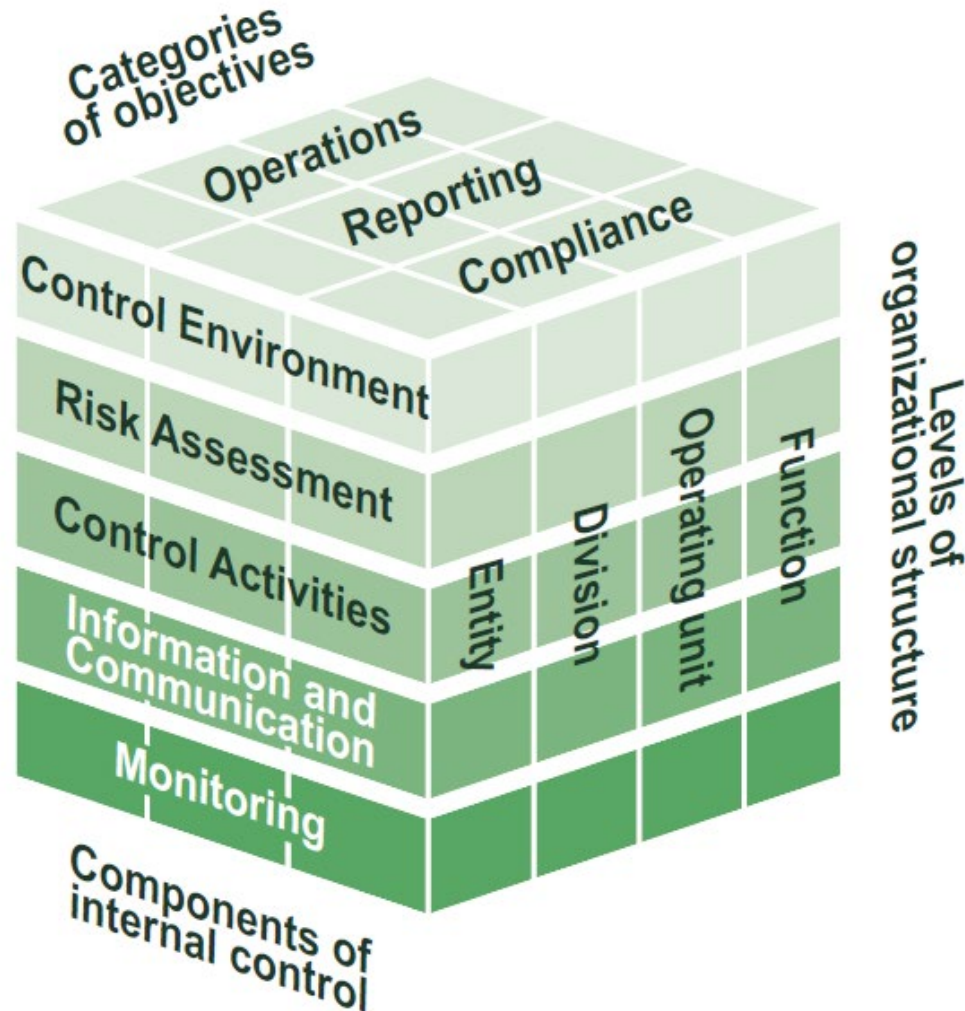 Categories
of objectives
Operations
Reporting
Compliance
Control Environment
Risk Assessment
Control Activities
Information and
Communication
Monitoring
Entity
Division
Operating unit
Function
Levels of
organizational structure
Components of
internal control